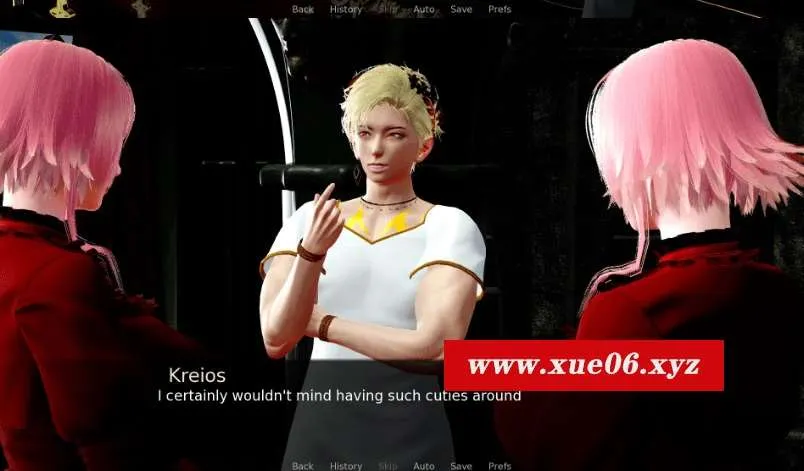 Back History Skip Auto Save Prefs
Kreios
I certainly wouldn't mind having such cuties around
www.xue06.xyz
Back History Skip Auto Save Prefs